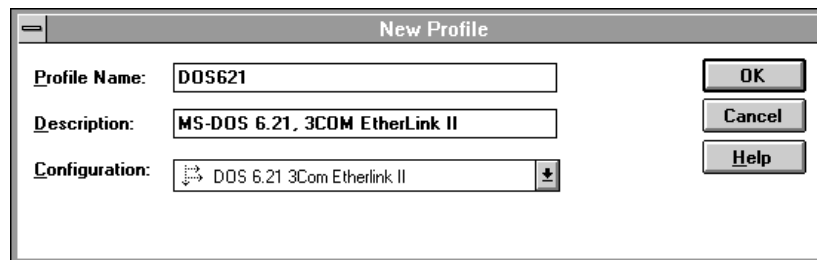 New Profile
Profile Name: DOS621
OK
Description: MS-DOS 6.21, 3COM EtherLink II
Cancel
Configuration: DOS 6.21 3Com Etherlink II
Help